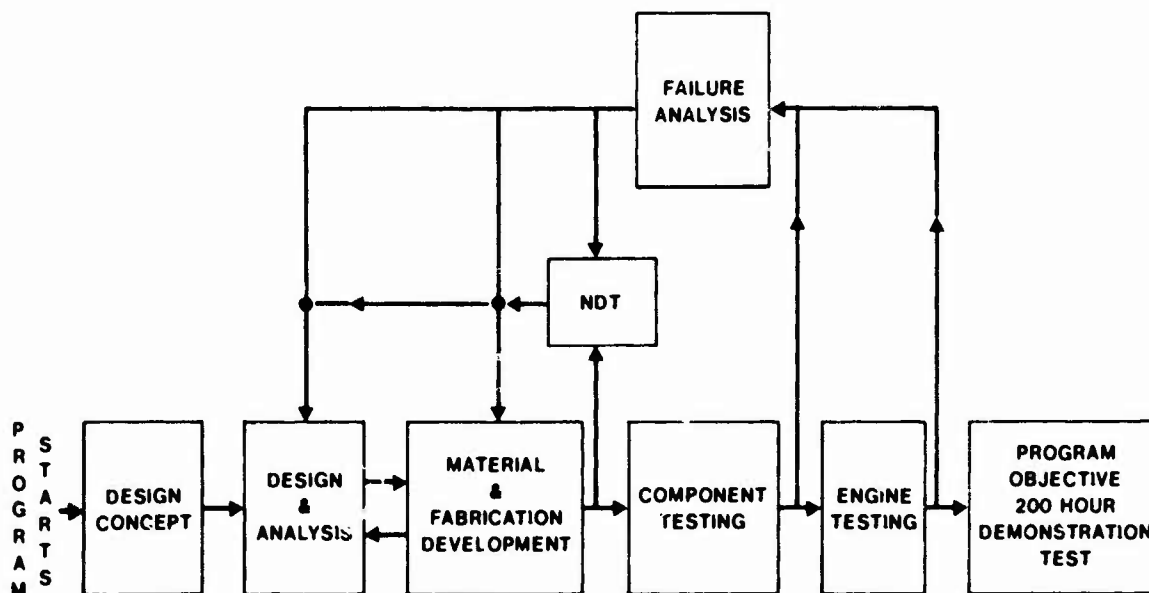 FAILURE
ANALYSIS
NDT
PROGRAM
STARTS
DESIGN
CONCEPT
DESIGN
&
ANALYSIS
MATERIAL
&
FABRICATION
DEVELOPMENT
COMPONENT
TESTING
ENGINE
TESTING
PROGRAM
OBJECTIVE
200 HOUR
DEMONSTRATION
TEST